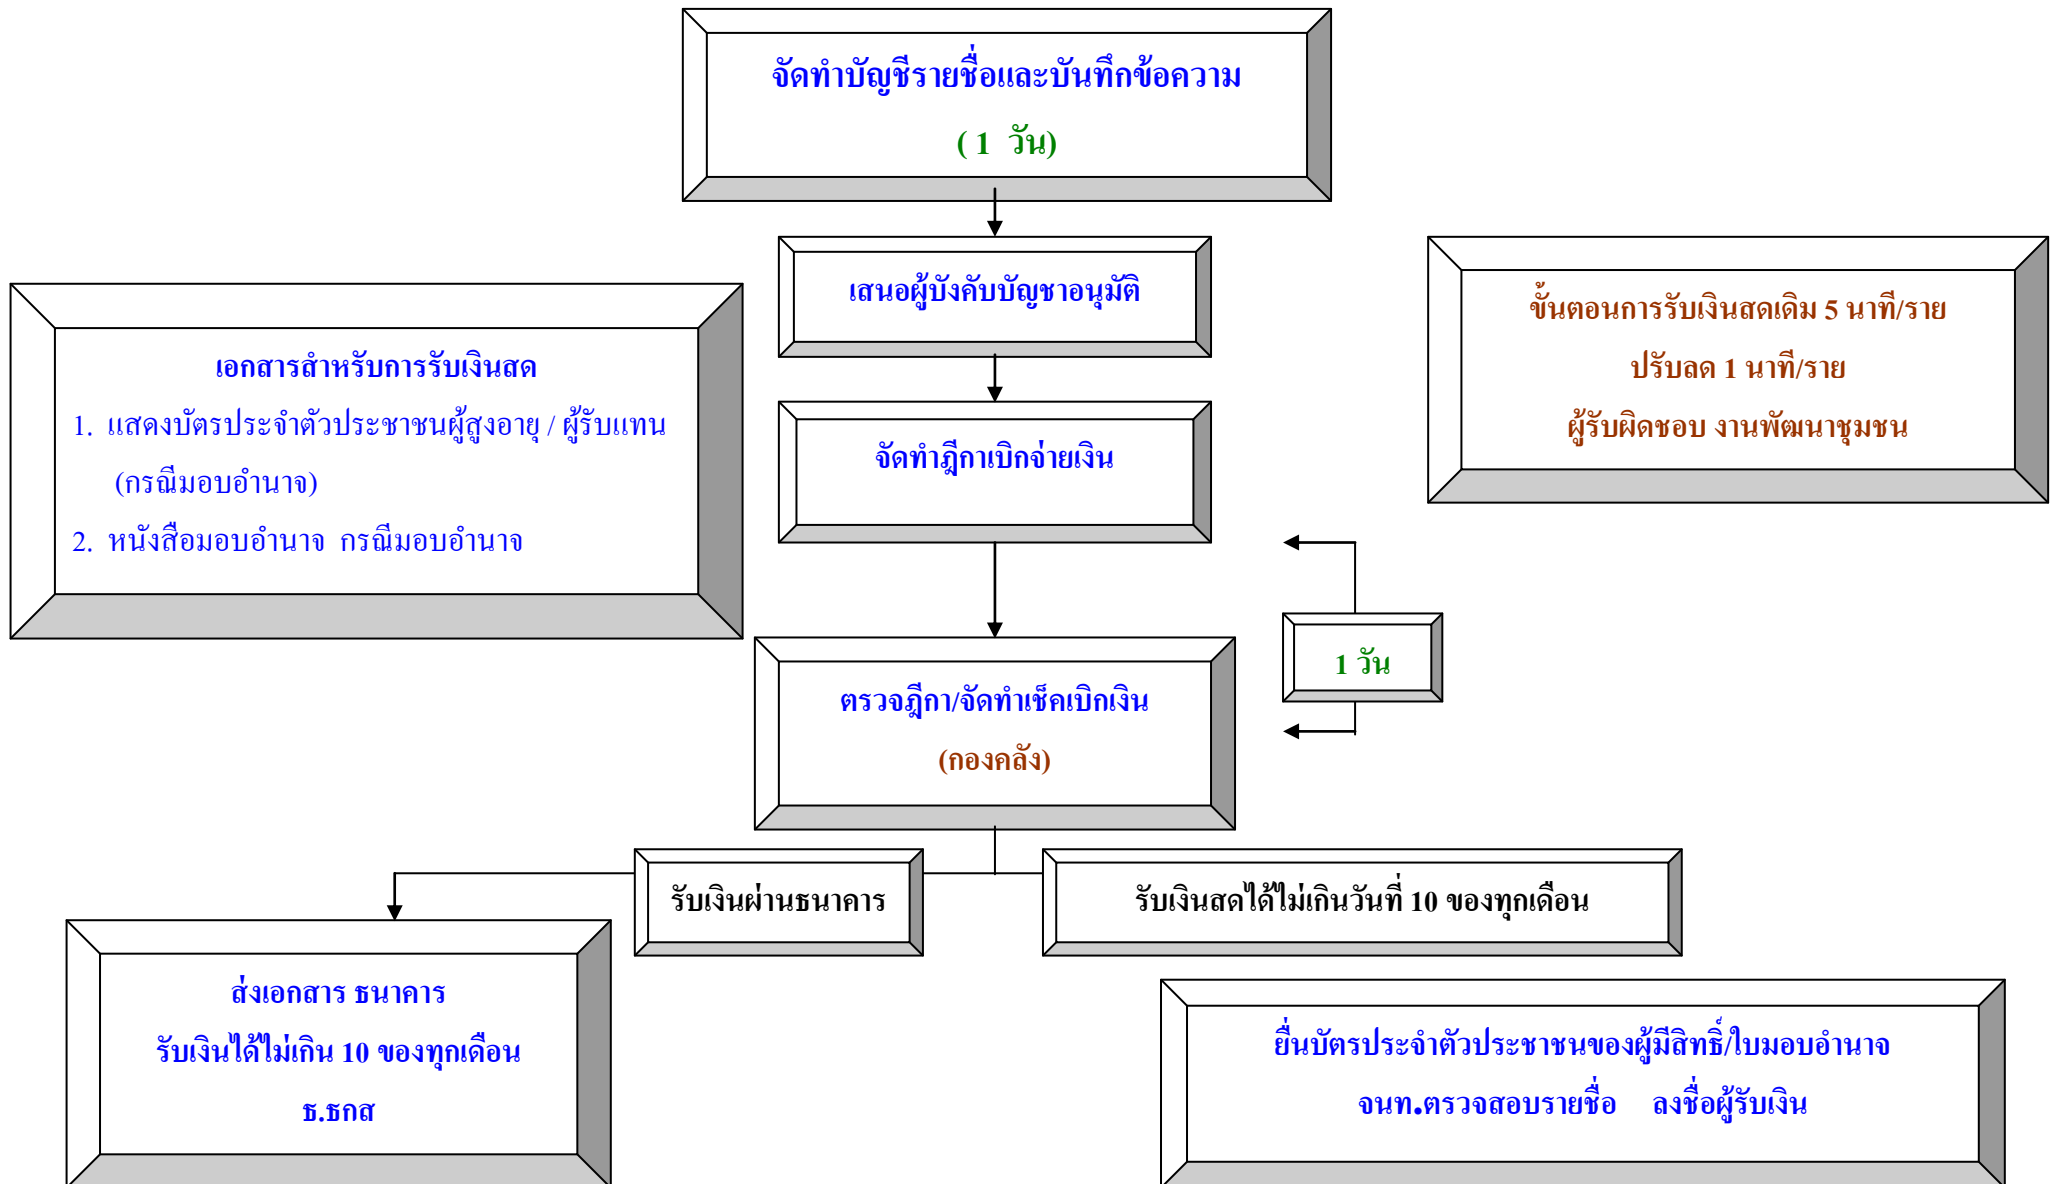 จัดทำบัญชีรายชื่อและบันทึกข้อความ
( 1 วัน)
เสนอผู้บังคับบัญชาอนุมัติ
ขั้นตอนการรับเงินสดเดิม 5 นาที/ราย
ปรับลด 1 นาที/ราย
ผู้รับผิดชอบ งานพัฒนาชุมชน
เอกสารสำหรับการรับเงินสด
1. แสดงบัตรประจำตัวประชาชนผู้สูงอายุ / ผู้รับแทน
(กรณีมอบอำนาจ)
2. หนังสือมอบอำนาจ กรณีมอบอำนาจ
จัดทำฎีกาเบิกจ่ายเงิน
1 วัน
ตรวจฎีกา/จัดทำเช็คเบิกเงิน
(กองคลัง)
รับเงินผ่านธนาคาร
รับเงินสดได้ไม่เกินวันที่ 10 ของทุกเดือน
ส่งเอกสาร ธนาคาร
รับเงินได้ไม่เกิน 10 ของทุกเดือน
ธ.ธกส
ยื่นบัตรประจำตัวประชาชนของผู้มีสิทธิ์/ใบมอบอำนาจ
จนท.ตรวจสอบรายชื่อ ลงชื่อผู้รับเงิน